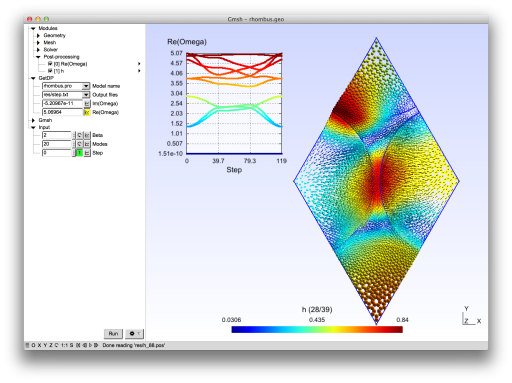 Gmsh - rhombus.geo
Modules
Geometry
Mesh
Solver
Post-processing
[0] Re(Omega)
[1] h
GetDP
rhombus.pro Model name
res/step.txt Output files
-5.20967e-11 Im(Omega)
5.06964 Re(Omega)
Gmsh
Input
2 Beta
20 Modes
0 Step
Run
Re(Omega)
5.07
4.57
4.06
3.55
3.04
2.54
2.03
1.52
1.01
0.507
1.51e-10
0 39.7 79.3 119
Step
h (28/39)
0.0306 0.435 0.84
Y
Z X
O X Y Z 1:1 S Done reading 'res/h_88.pos'